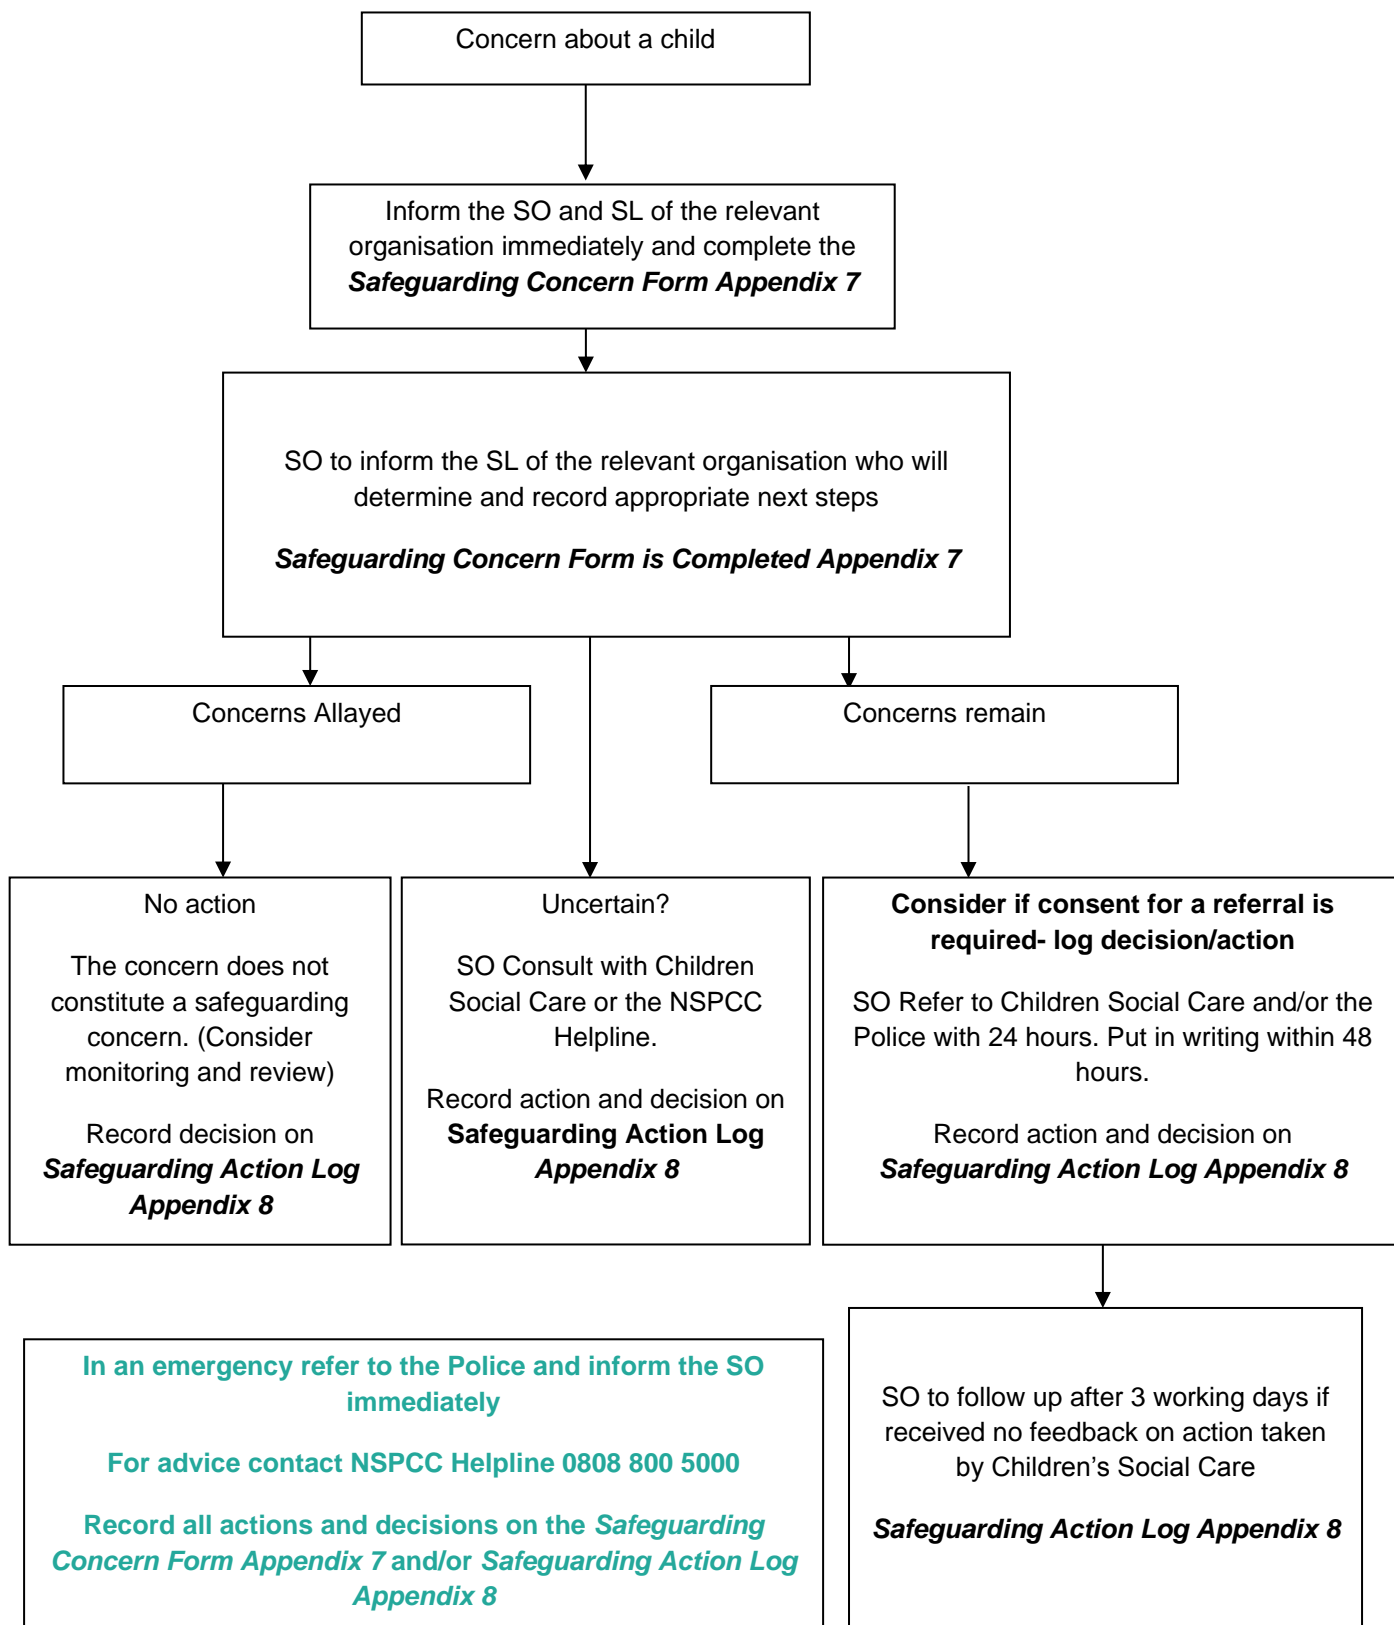 Concern about a child
Inform the SO and SL of the relevant
organisation immediately and complete the
Safeguarding Concern Form Appendix 7
SO to inform the SL of the relevant organisation who will
determine and record appropriate next steps
Safeguarding Concern Form is Completed Appendix 7
Concerns Allayed
Concerns remain
No action
The concern does not
constitute a safeguarding
concern. (Consider
monitoring and review)
Record decision on
Safeguarding Action Log
Appendix 8
Uncertain?
SO Consult with Children
Social Care or the NSPCC
Helpline.
Record action and decision on
Safeguarding Action Log
Appendix 8
Consider if consent for a referral is
required- log decision/action
SO Refer to Children Social Care and/or the
Police with 24 hours. Put in writing within 48
hours.
Record action and decision on
Safeguarding Action Log Appendix 8
In an emergency refer to the Police and inform the SO
immediately
For advice contact NSPCC Helpline 0808 800 5000
Record all actions and decisions on the Safeguarding
Concern Form Appendix 7 and/or Safeguarding Action Log
Appendix 8
SO to follow up after 3 working days if
received no feedback on action taken
by Children’s Social Care
Safeguarding Action Log Appendix 8